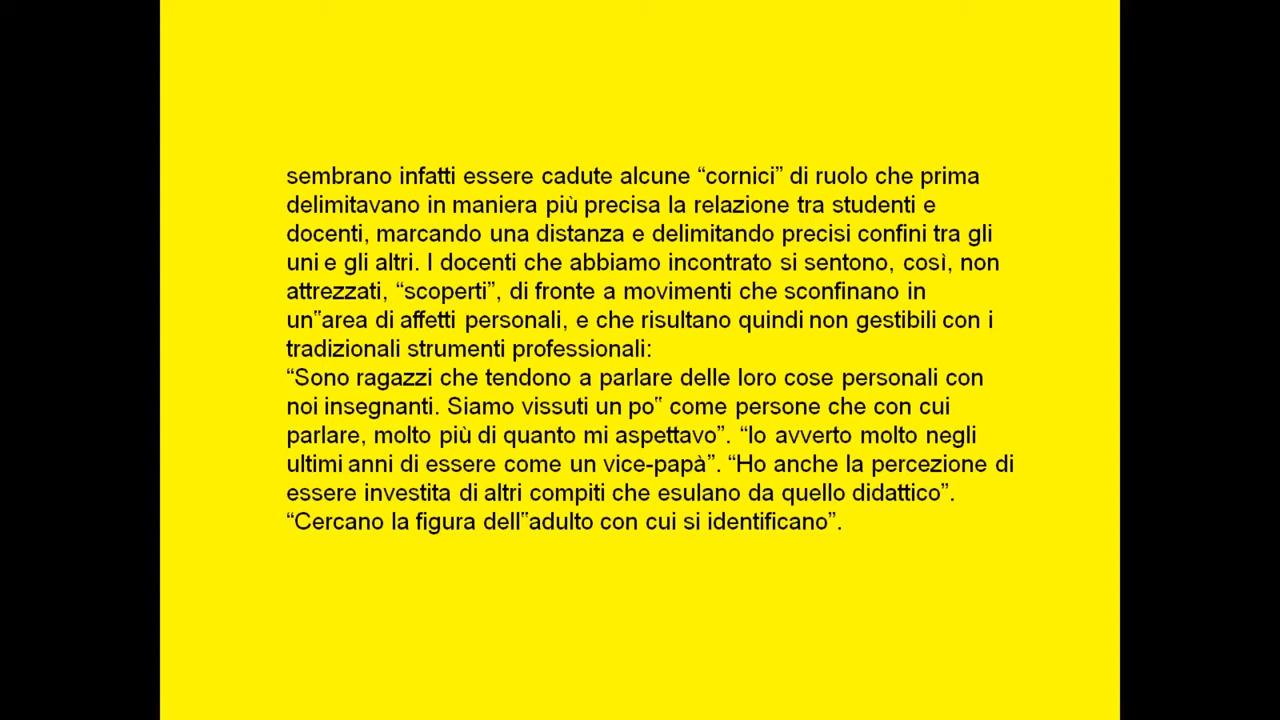 sembrano infatti essere cadute alcune “cornici” di ruolo che prima
delimitavano in maniera più precisa la relazione tra studenti e
docenti, marcando una distanza e delimitando precisi confini tra gli
uni e gli altri. I docenti che abbiamo incontrato si sentono, così, non
attrezzati, “scoperti”, di fronte a movimenti che sconfinano in
un‟area di affetti personali, e che risultano quindi non gestibili con i
tradizionali strumenti professionali:
“Sono ragazzi che tendono a parlare delle loro cose personali con
noi insegnanti. Siamo vissuti un po‟ come persone che con cui
parlare, molto più di quanto mi aspettavo”. “Io avverto molto negli
ultimi anni di essere come un vice-papà”. “Ho anche la percezione di
essere investita di altri compiti che esulano da quello didattico”.
“Cercano la figura dell‟adulto con cui si identificano”.